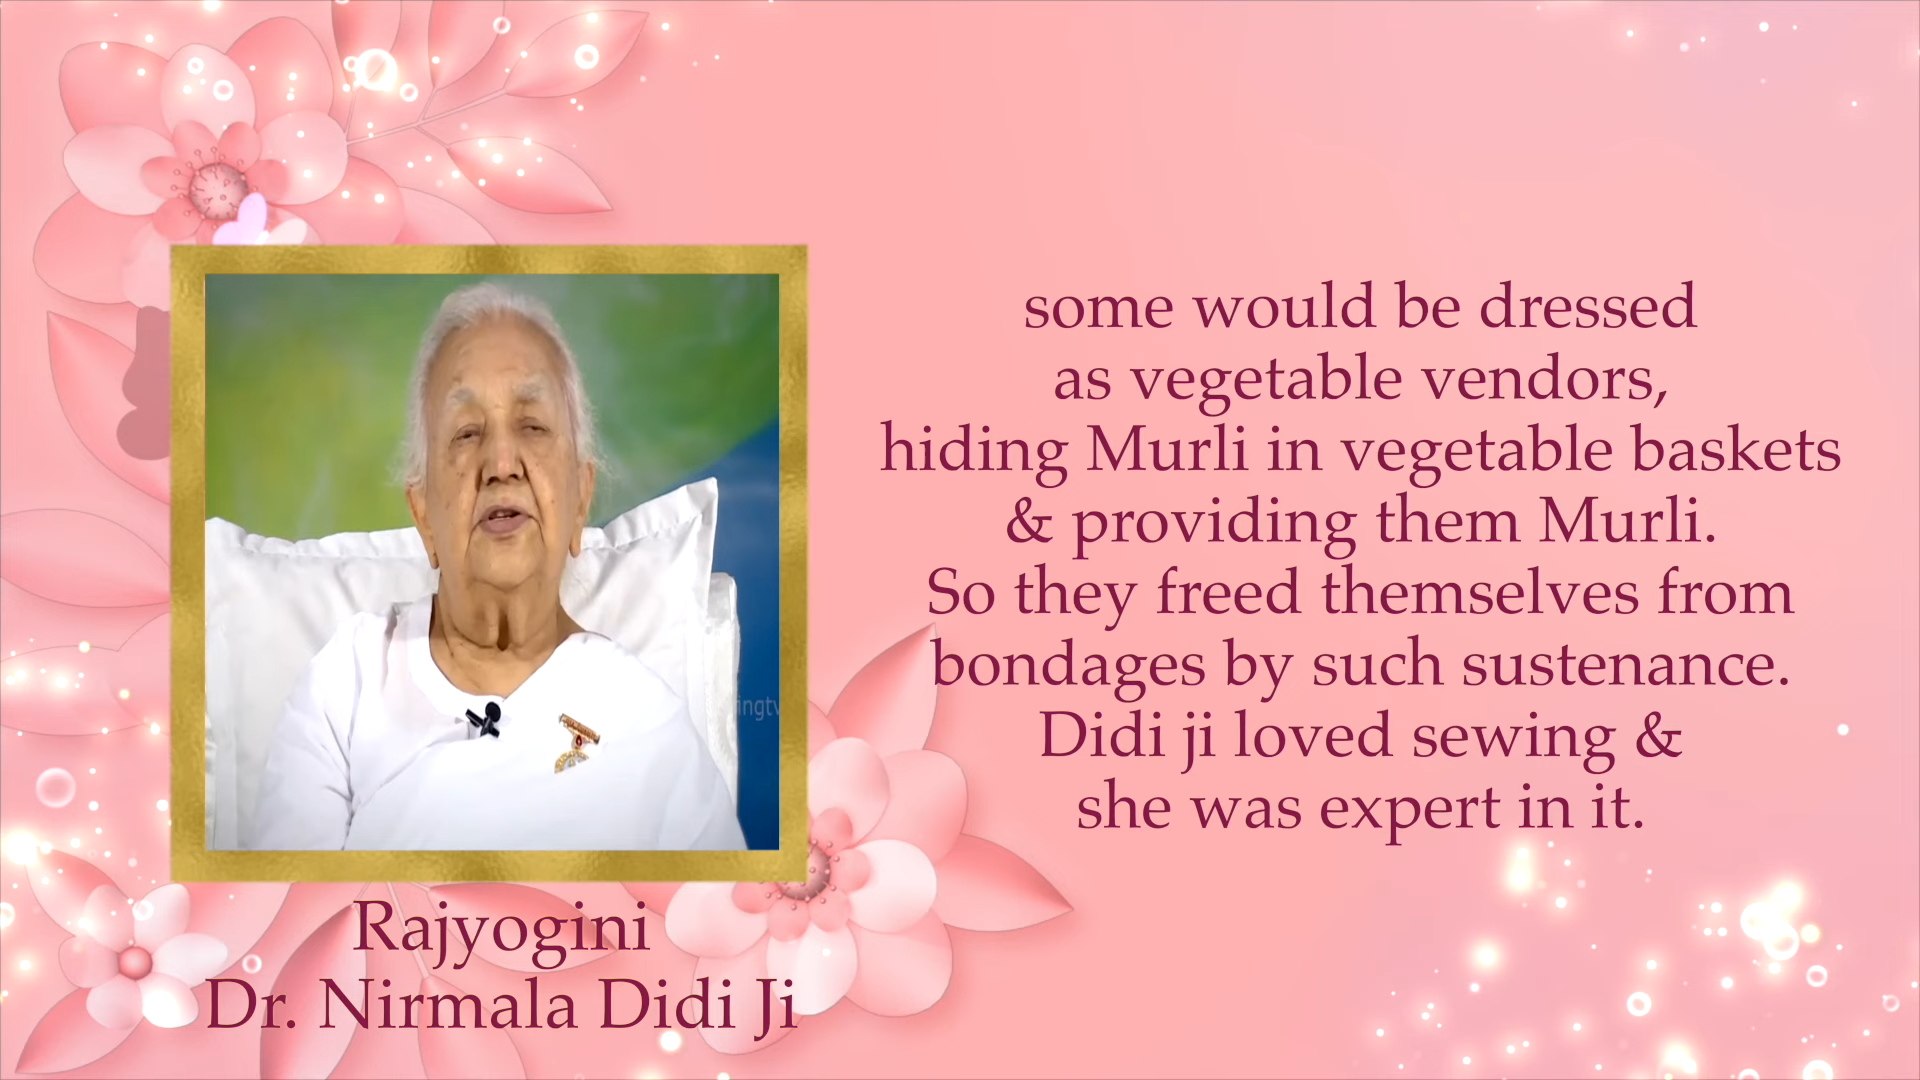 some would be dressed
as vegetable vendors,
hiding Murli in vegetable baskets
& providing them Murli.
So they freed themselves from
bondages by such sustenance.
Didi ji loved sewing &
she was expert in it.
Rajyogini
Dr. Nirmala Didi Ji